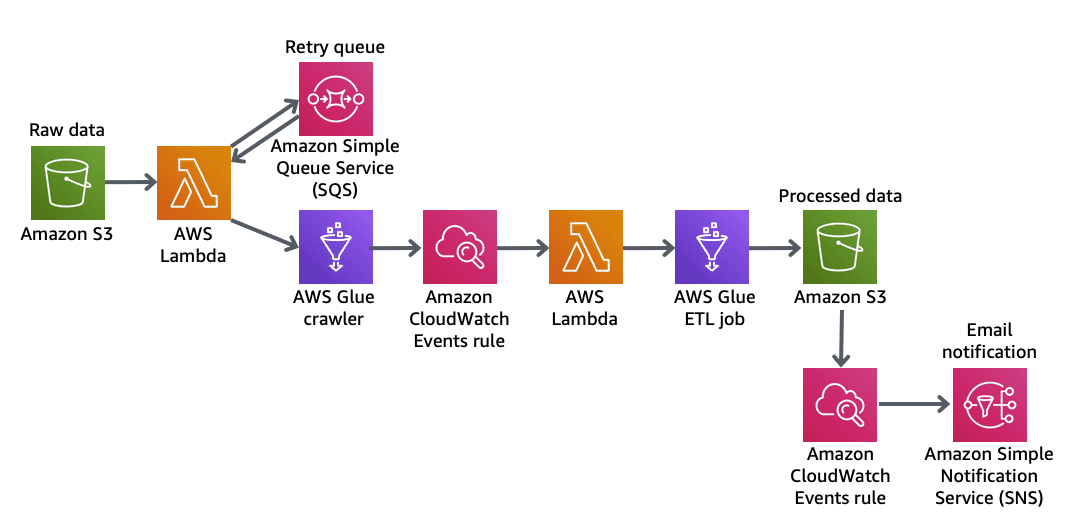 Retry queue
Amazon Simple
Queue Service
(SQS)
Raw data
Amazon S3
AWS
Lambda
AWS Glue
crawler
Amazon
CloudWatch
Events rule
AWS
Lambda
AWS Glue
ETL job
Processed data
Amazon S3
Amazon
CloudWatch
Events rule
Email
notification
Amazon Simple
Notification
Service (SNS)